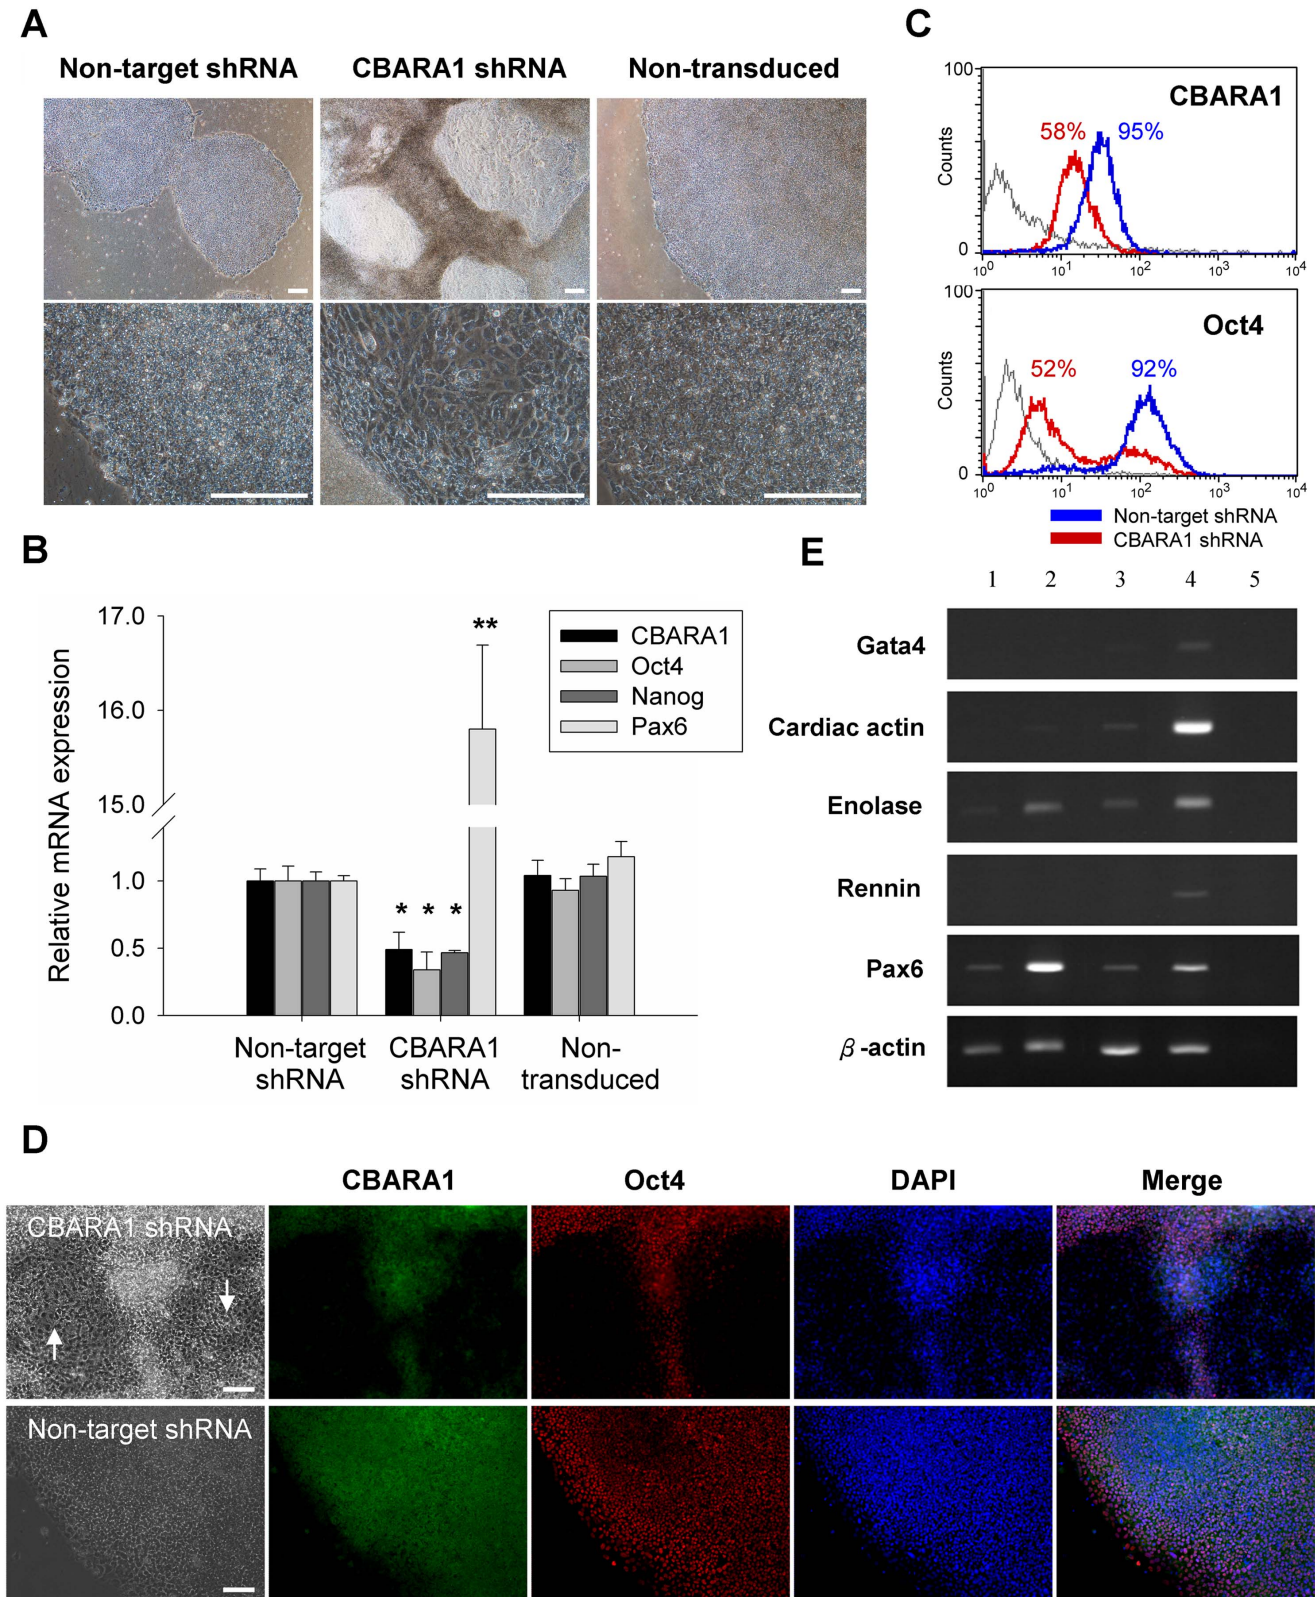 A
Non-target shRNA
CBARA1 shRNA
Non-transduced
C
100
CBARA1
58%
95%
Counts
0
10^0
10^1
10^2
10^3
10^4
100
Oct4
52%
92%
Counts
0
10^0
10^1
10^2
10^3
10^4
Non-target shRNA
CBARA1 shRNA
B
17.0
16.0
15.0
1.0
0.5
0.0
Relative mRNA expression
**
* * *
CBARA1
Oct4
Nanog
Pax6
Non-target
shRNA
CBARA1
shRNA
Non-
transduced
E
1 2 3 4 5
Gata4
Cardiac actin
Enolase
Rennin
Pax6
β-actin
D
CBARA1
Oct4
DAPI
Merge
CBARA1 shRNA
Non-target shRNA